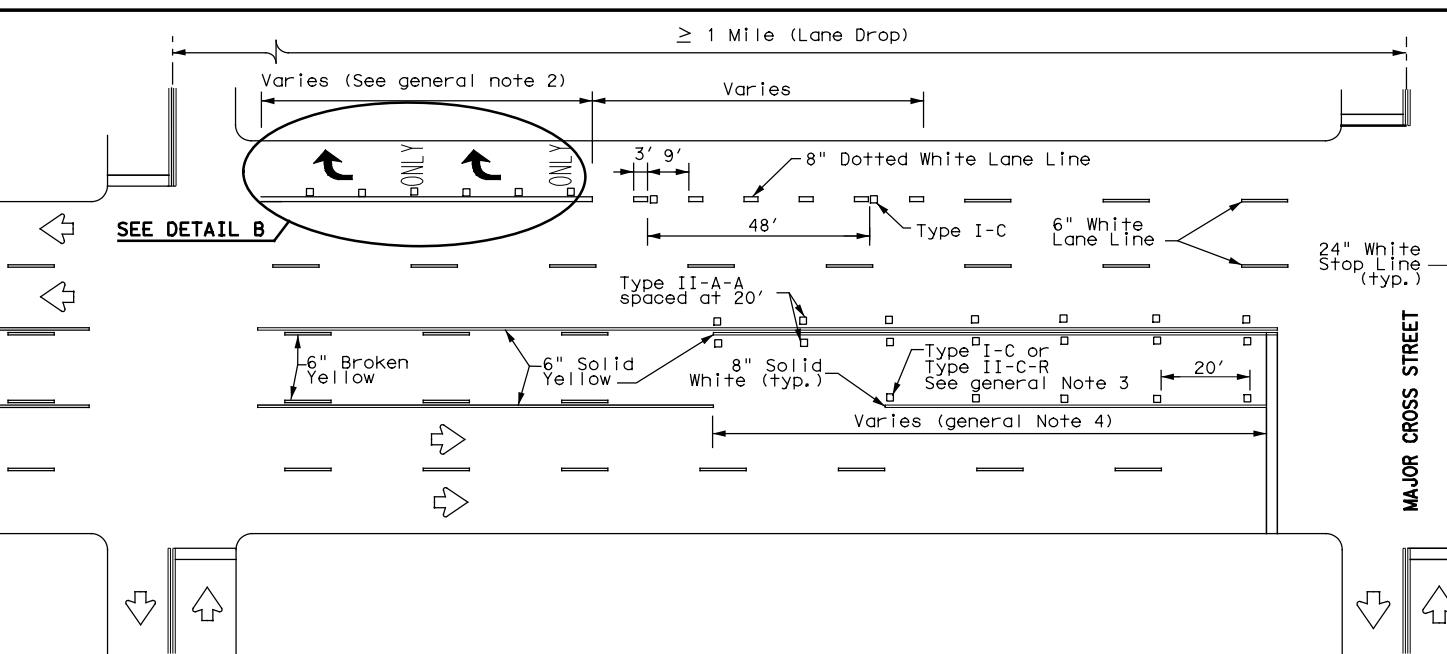 ≥ 1 Mile (Lane Drop)
Varies (See general note 2)
Varies
ONLY
ONLY
3'
9'
8" Dotted White Lane Line
SEE DETAIL B
48'
Type I-C
6" White
Lane Line
24" White
Stop Line
(typ.)
Type II-A-A
spaced at 20'
6" Broken
Yellow
6" Solid
Yellow
8" Solid
White (typ.)
Type I-C or
Type II-C-R
See general Note 3
20'
Varies (general Note 4)
MAJOR CROSS STREET